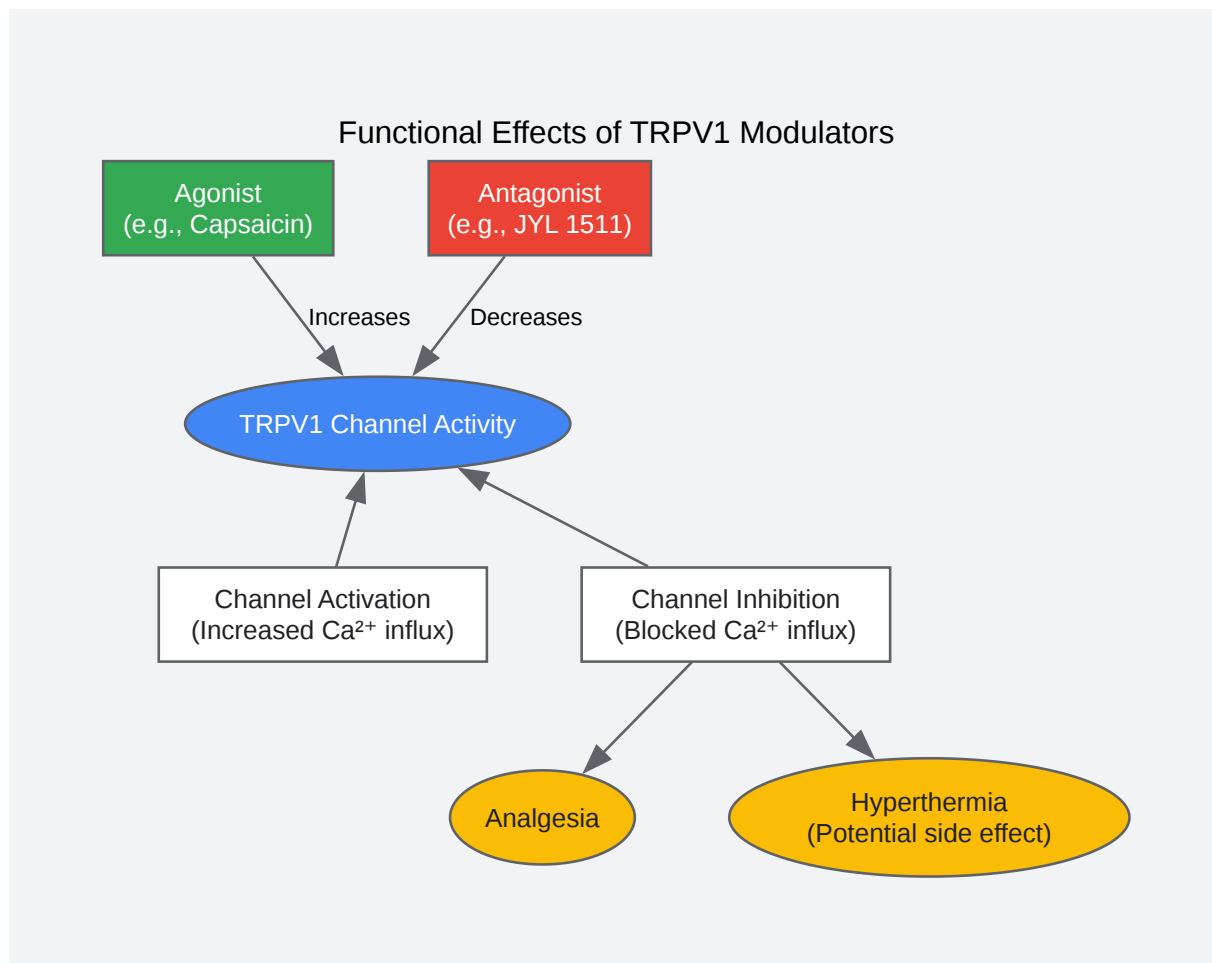 Functional Effects of TRPV1 Modulators
Agonist
(e.g., Capsaicin)
Antagonist
(e.g., JYL 1511)
Increases
Decreases
TRPV1 Channel Activity
Channel Activation
(Increased Ca²⁺ influx)
Channel Inhibition
(Blocked Ca²⁺ influx)
Analgesia
Hyperthermia
(Potential side effect)